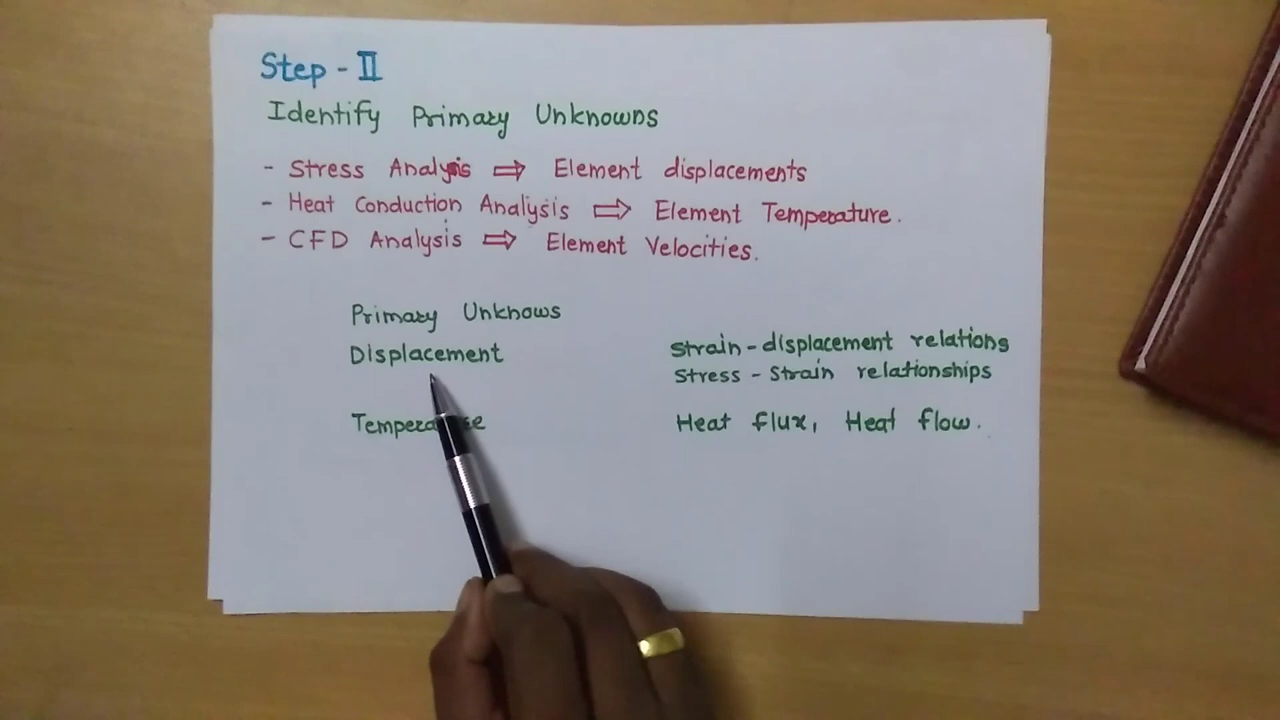 Step - II
Identify Primary Unknowns
- Stress Analysis ⇒ Element displacements
- Heat Conduction Analysis ⇒ Element Temperature.
- CFD Analysis ⇒ Element Velocities.
Primary Unknows
Displacement
Strain - displacement relations
Stress - Strain relationships
Heat flux, Heat flow.